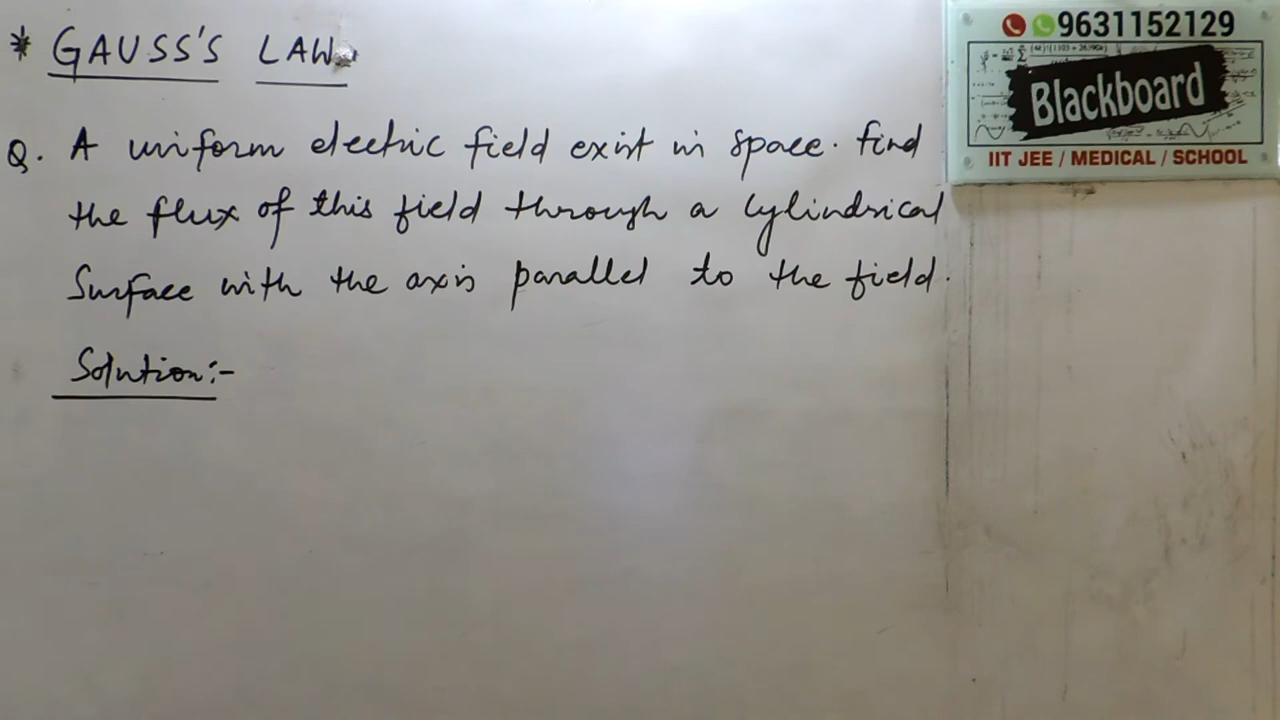 * GAUSS'S LAW
Q. A uniform electric field exist in space. find
the flux of this field through a cylindrical
Surface with the axis parallel to the field.
Solution:-
9631152129
Blackboard
IIT JEE / MEDICAL / SCHOOL